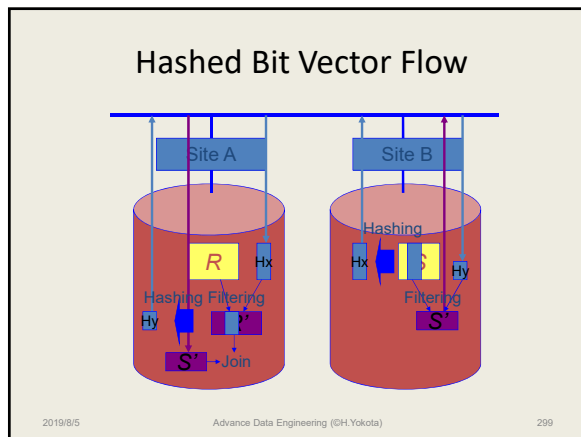 Hashed Bit Vector Flow
Site A
Site B
Hashing
R
Hx
Hx
S
Hy
Hashing Filtering
Filtering
Hy
R'
S'
S'
Join
2019/8/5
Advance Data Engineering (©H.Yokota)
299